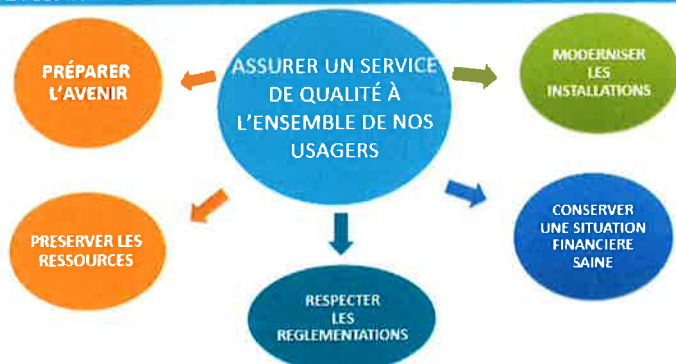 PRÉPARER
L'AVENIR
ASSURER UN SERVICE
DE QUALITÉ À
L'ENSEMBLE DE NOS
USAGERS
MODERNISER
LES
INSTALLATIONS
PRESERVER LES
RESSOURCES
RESPECTER
LES
REGLEMENTATIONS
CONSERVER
UNE SITUATION
FINANCIERE
SAINE